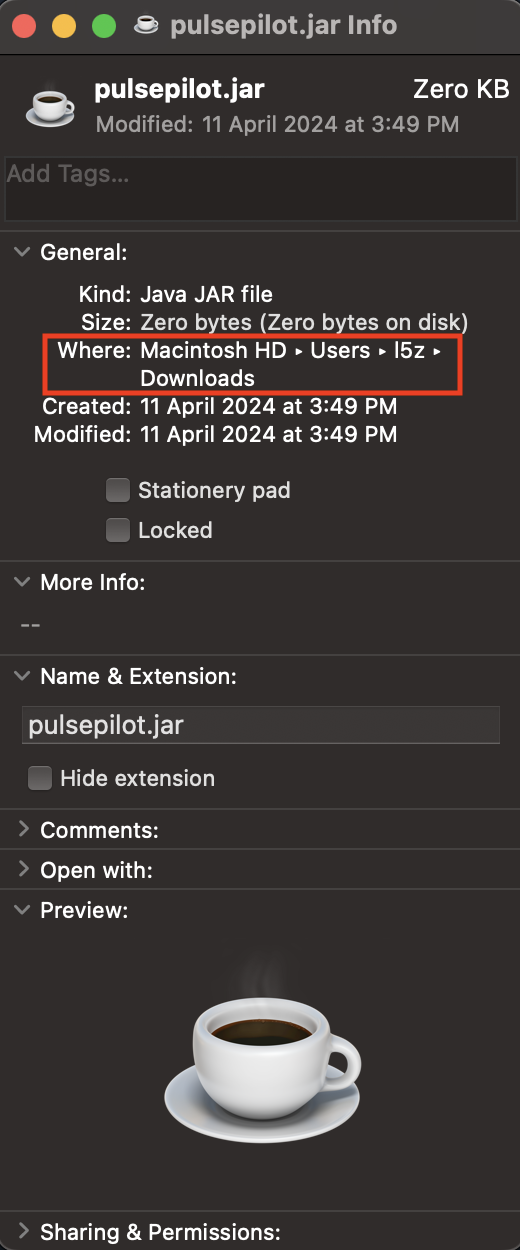 pulsepilot.jar Info
pulsepilot.jar Zero KB
Modified: 11 April 2024 at 3:49 PM
Add Tags...
General:
Kind: Java JAR file
Size: Zero bytes (Zero bytes on disk)
Where: Macintosh HD ▸ Users ▸ l5z ▸
Downloads
Created: 11 April 2024 at 3:49 PM
Modified: 11 April 2024 at 3:49 PM
Stationery pad
Locked
More Info:
--
Name & Extension:
pulsepilot.jar
Hide extension
Comments:
Open with:
Preview:
Sharing & Permissions: